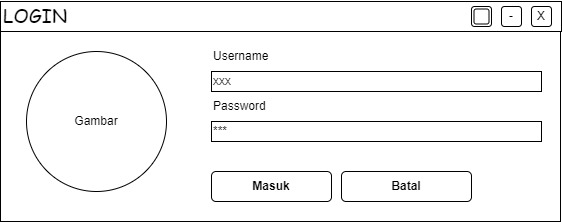 LOGIN
- X
Username
xxx
Password
***
Gambar
Masuk Batal